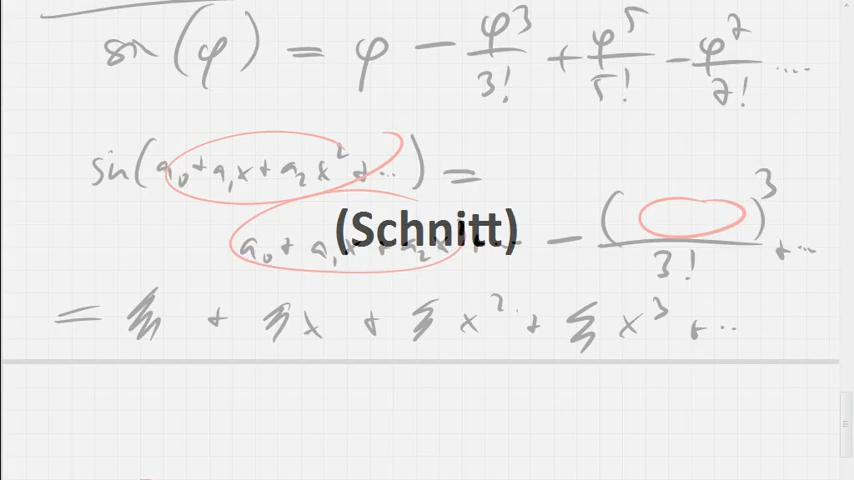 sin(φ) = φ − φ³/3! + φ⁵/5! − φ⁷/7! ...
sin(a₀ + a₁x + a₂x² + ...) =
a₀ + a₁x + a₂x² + ... − ( )³/3! + ...
(Schnitt)
= + x + x² + x³ + ...